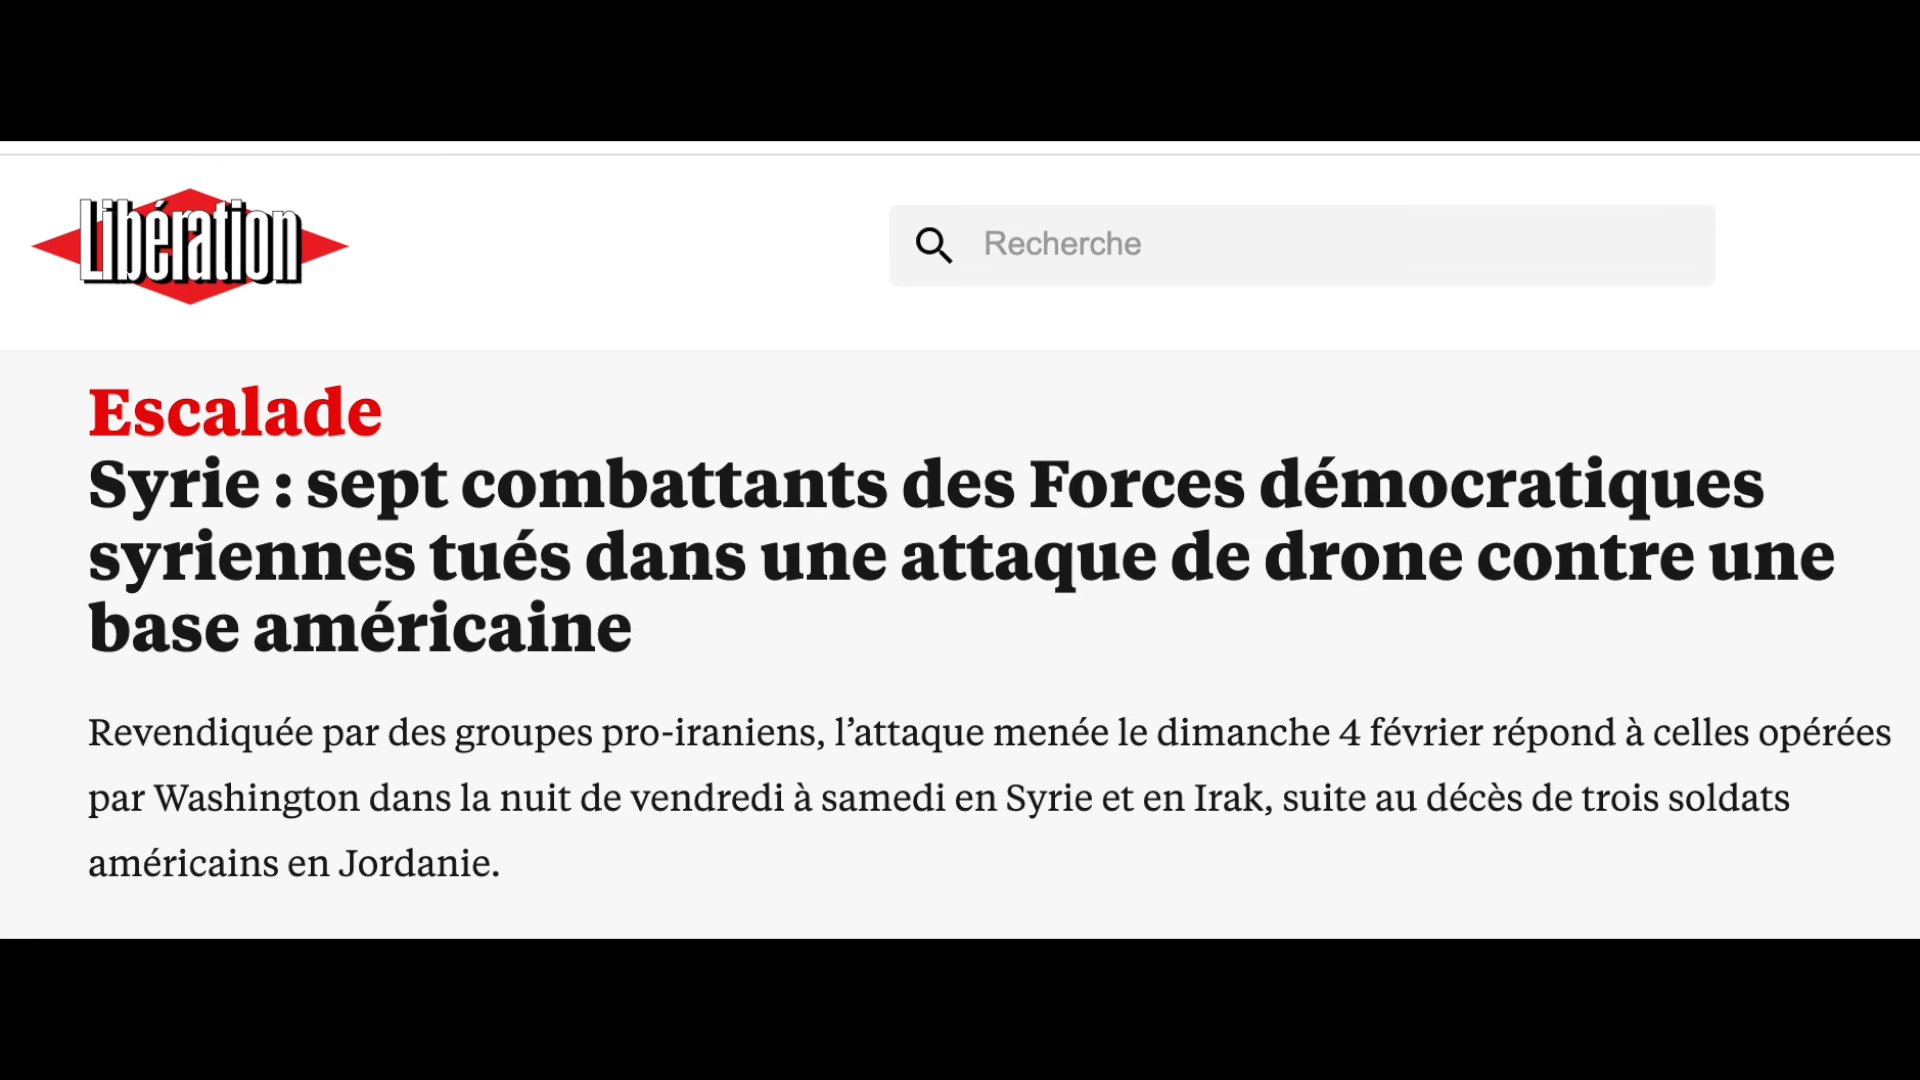 Libération
Recherche
Escalade
Syrie : sept combattants des Forces démocratiques
syriennes tués dans une attaque de drone contre une
base américaine
Revendiquée par des groupes pro-iraniens, l’attaque menée le dimanche 4 février répond à celles opérées
par Washington dans la nuit de vendredi à samedi en Syrie et en Irak, suite au décès de trois soldats
américains en Jordanie.